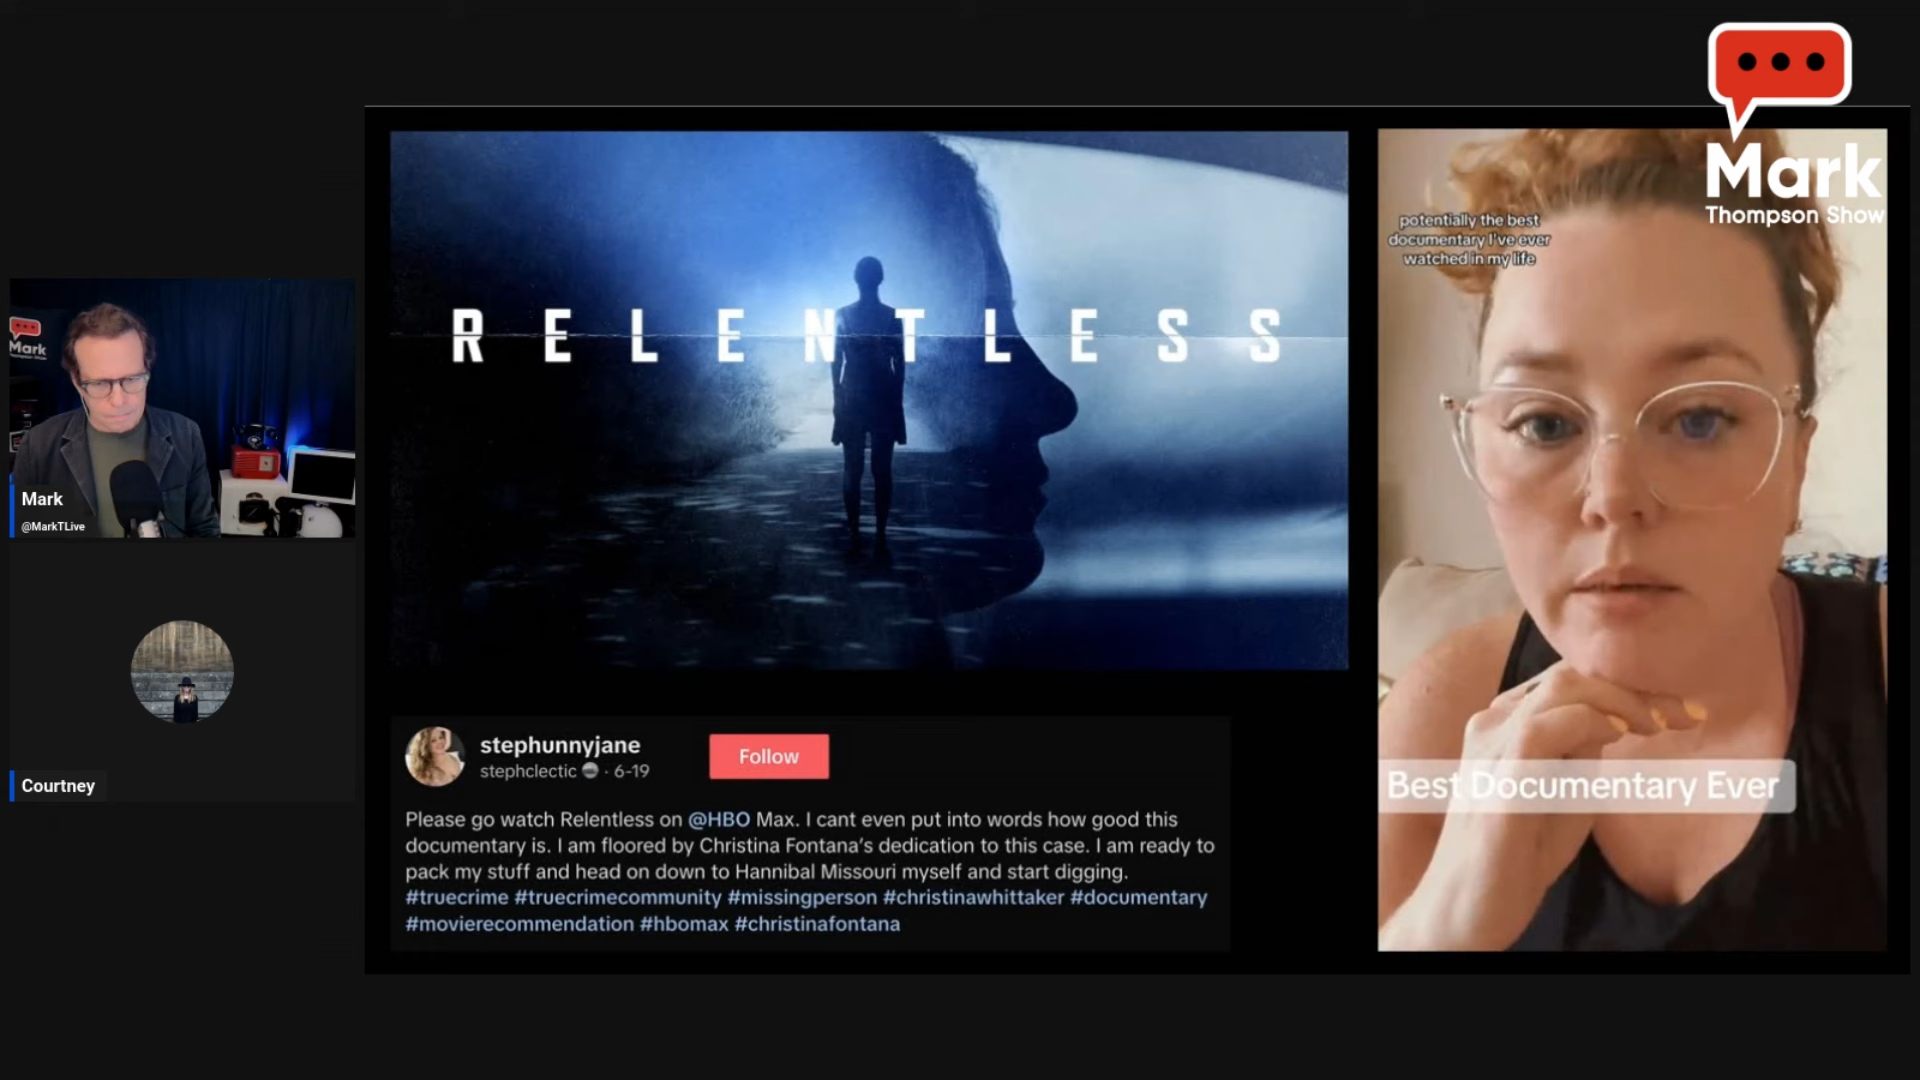 Mark
Thompson Show
RELENTLESS
potentially the best
documentary I've ever
watched in my life
Best Documentary Ever
Mark
Thompson Show
Mark
@MarkTLive
Courtney
stephunnyjane
stephclectic · 6-19
Follow
Please go watch Relentless on @HBO Max. I cant even put into words how good this
documentary is. I am floored by Christina Fontana's dedication to this case. I am ready to
pack my stuff and head on down to Hannibal Missouri myself and start digging.
#truecrime #truecrimecommunity #missingperson #christinawhittaker #documentary
#movierecommendation #hbomax #christinafontana